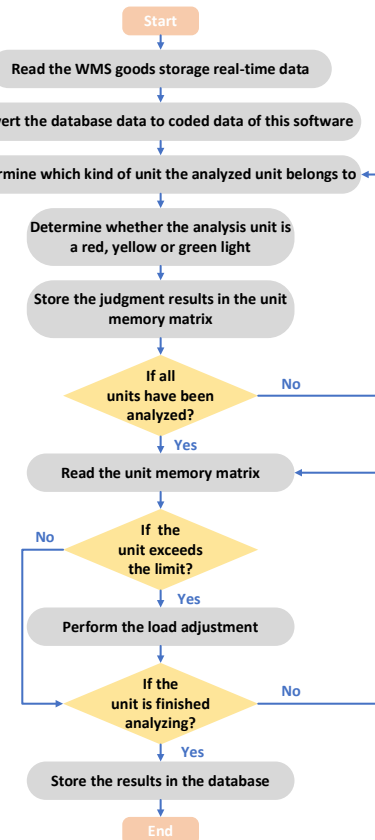 Start
Read the WMS goods storage real-time data
ert the database data to coded data of this software
rmine which kind of unit the analyzed unit belongs to
Determine whether the analysis unit is
a red, yellow or green light
Store the judgment results in the unit
memory matrix
If all
units have been
analyzed?
No
Yes
Read the unit memory matrix
If the
unit exceeds
the limit?
No
Yes
Perform the load adjustment
If the
unit is finished
analyzing?
No
Yes
Store the results in the database
End